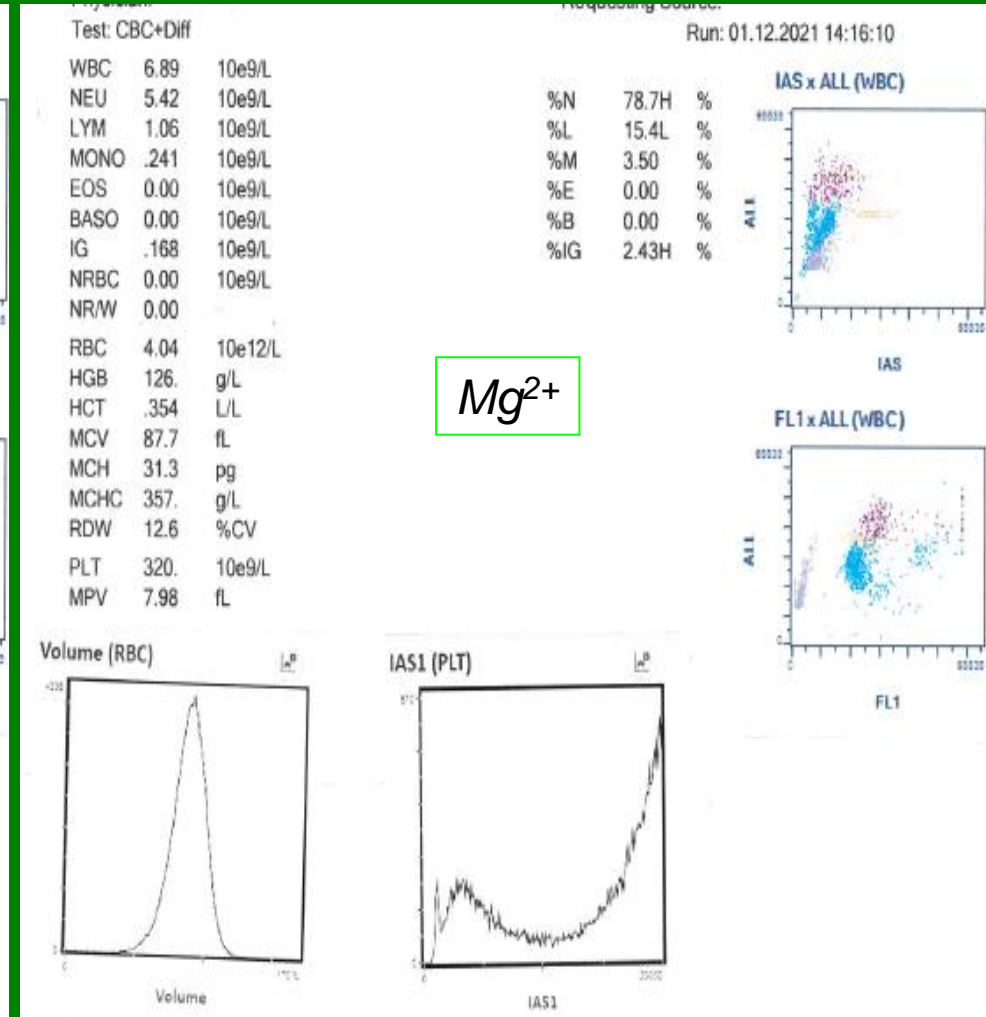 Test: CBC+Diff
Run: 01.12.2021 14:16:10
WBC 6.89 10e9/L
NEU 5.42 10e9/L
LYM 1.06 10e9/L
MONO .241 10e9/L
EOS 0.00 10e9/L
BASO 0.00 10e9/L
IG .168 10e9/L
NRBC 0.00 10e9/L
NR/W 0.00
RBC 4.04 10e12/L
HGB 126. g/L
HCT .354 L/L
MCV 87.7 fL
MCH 31.3 pg
MCHC 357. g/L
RDW 12.6 %CV
PLT 320. 10e9/L
MPV 7.98 fL
%N 78.7H %
%L 15.4L %
%M 3.50 %
%E 0.00 %
%B 0.00 %
%IG 2.43H %
Mg²⁺
IAS x ALL (WBC)
ALL
0
IAS
FL1 x ALL (WBC)
ALL
0
FL1
Volume (RBC)
0
Volume
IAS1 (PLT)
0
IAS1